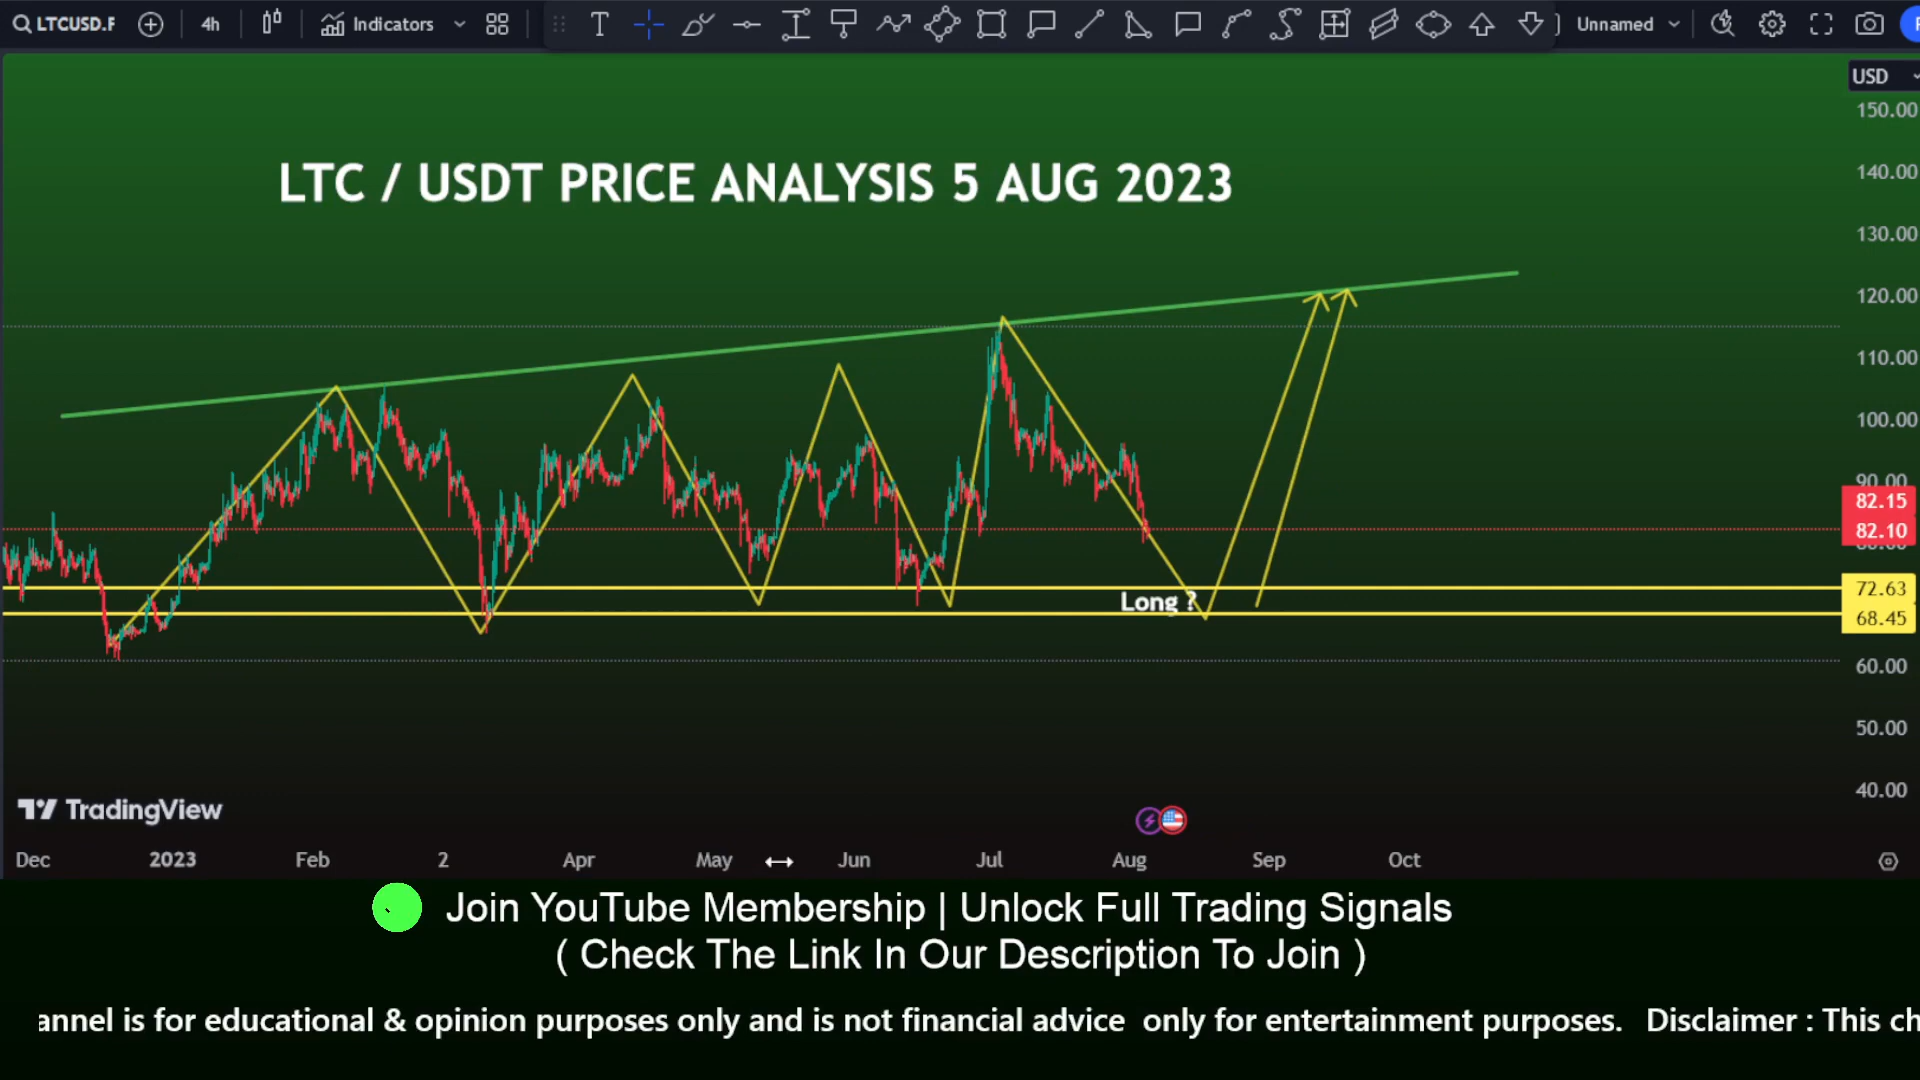 LTCUSD.F
4h
Indicators
Unnamed
USD
150.00
140.00
LTC / USDT PRICE ANALYSIS 5 AUG 2023
130.00
120.00
110.00
100.00
90.00
82.15
82.10
80.00
72.63
Long ?
68.45
60.00
50.00
40.00
TradingView
Dec 2023 Feb 2 Apr May Jun Jul Aug Sep Oct
Join YouTube Membership | Unlock Full Trading Signals
( Check The Link In Our Description To Join )
annel is for educational & opinion purposes only and is not financial advice only for entertainment purposes. Disclaimer : This ch